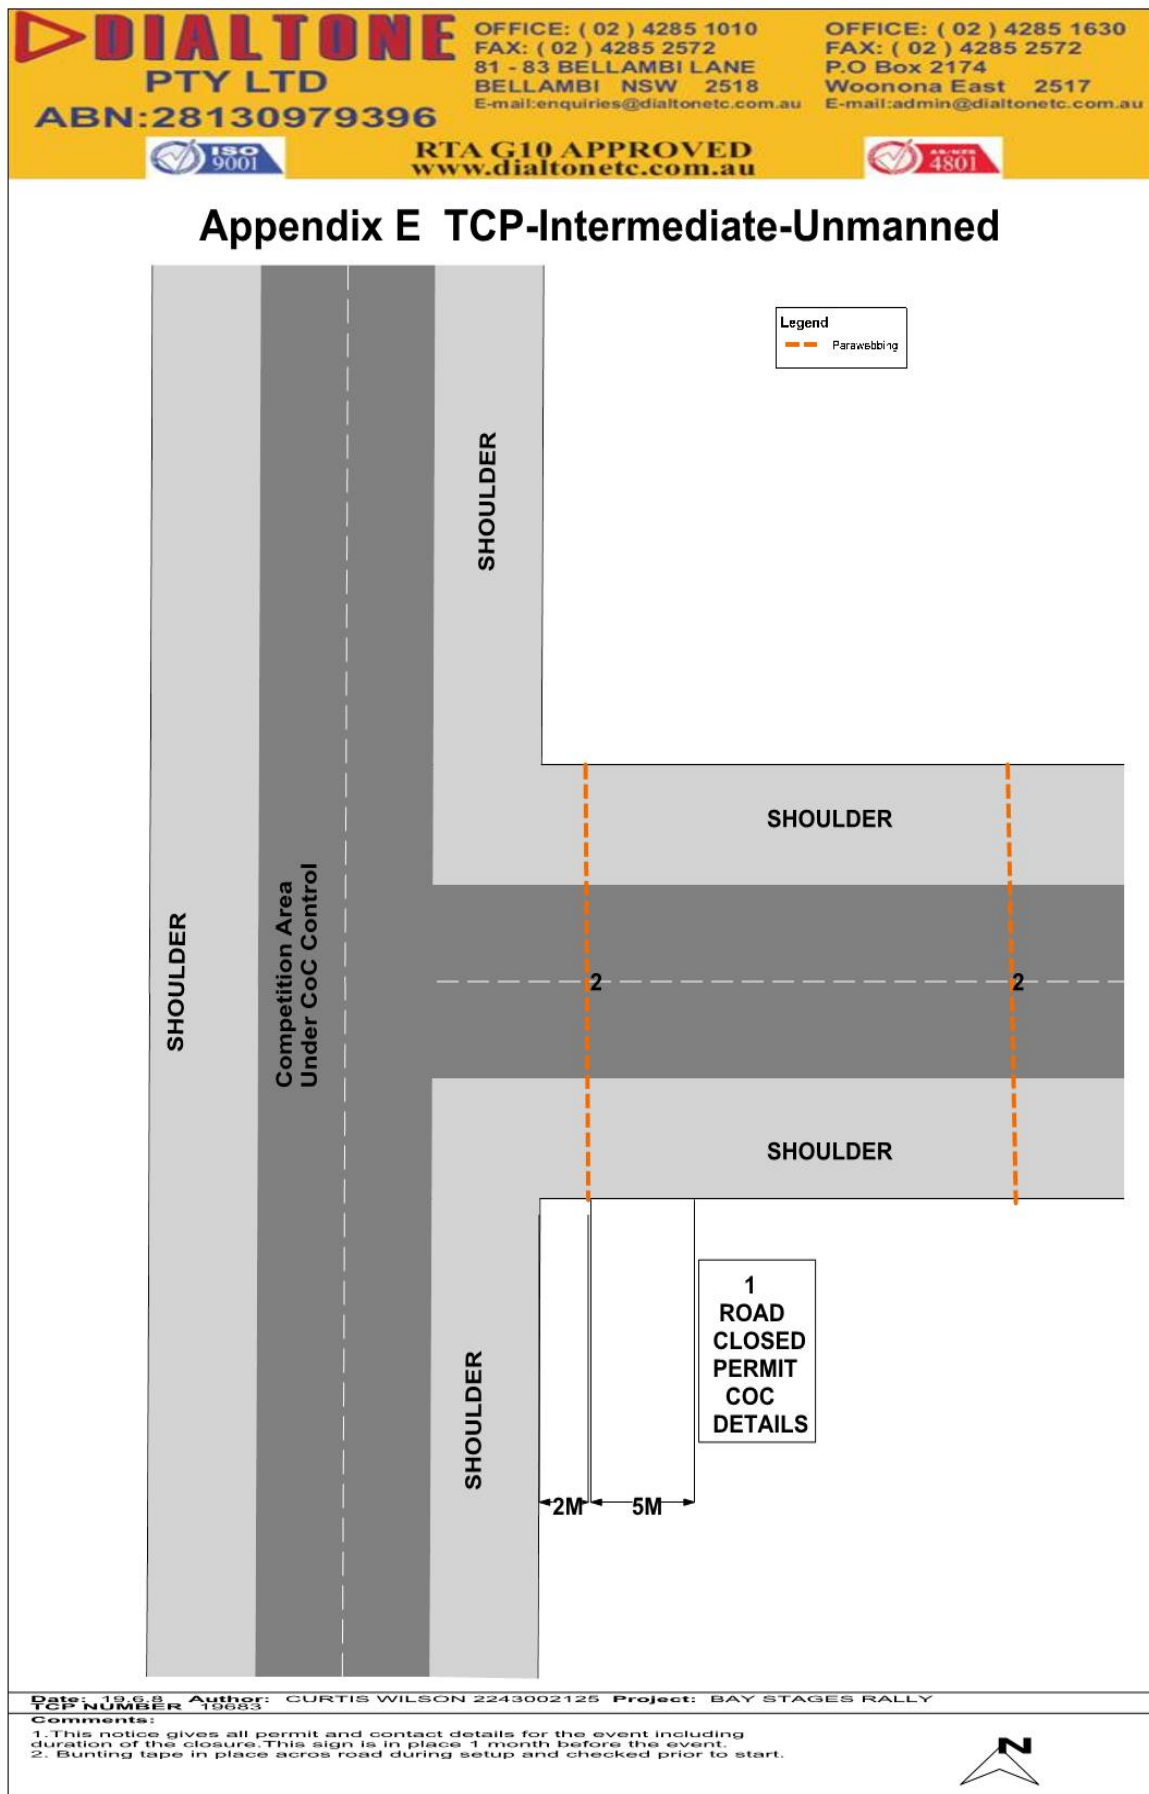 DIALTONE
PTY LTD
ABN:28130979396
OFFICE: ( 02 ) 4285 1010
FAX: ( 02 ) 4285 2572
81 - 83 BELLAMBI LANE
BELLAMBI NSW 2518
E-mail:enquiries@dialtonetc.com.au
OFFICE: ( 02 ) 4285 1630
FAX: ( 02 ) 4285 2572
P.O Box 2174
Woonona East 2517
E-mail:admin@dialtonetc.com.au
ISO
9001
RTA G10 APPROVED
www.dialtonetc.com.au
AS/NZS
4801
Appendix E TCP-Intermediate-Unmanned
Legend
Parawebbing
SHOULDER
SHOULDER
Competition Area
Under CoC Control
SHOULDER
2
2
SHOULDER
SHOULDER
1
ROAD
CLOSED
PERMIT
COC
DETAILS
2M
5M
Date: 19.6.8 Author: CURTIS WILSON 2243002125 Project: BAY STAGES RALLY
TCP NUMBER 19683
Comments:
1.This notice gives all permit and contact details for the event including
duration of the closure.This sign is in place 1 month before the event.
2. Bunting tape in place acros road during setup and checked prior to start.
N